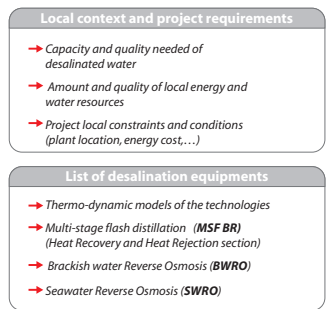 Local context and project requirements
Capacity and quality needed of
desalinated water
Amount and quality of local energy and
water resources
Project local constraints and conditions
(plant location, energy cost,…)
List of desalination equipments
Thermo-dynamic models of the technologies
Multi-stage flash distillation (MSF BR)
(Heat Recovery and Heat Rejection section)
Brackish water Reverse Osmosis (BWRO)
Seawater Reverse Osmosis (SWRO)